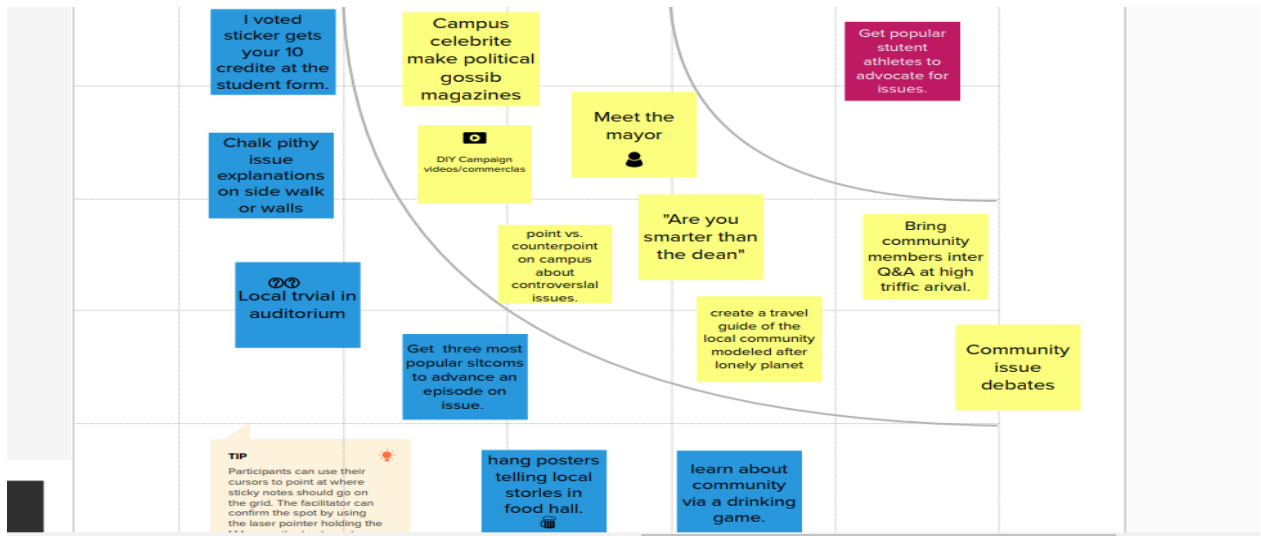 I voted
sticker gets
your 10
credite at the
student form.
Campus
celebrite
make political
gossib
magazines
Get popular
stutent
athletes to
advocate for
issues.
Meet the
mayor
Chalk pithy
issue
explanations
on side walk
or walls
DIY Campaign
videos/commerclas
"Are you
smarter than
the dean"
point vs.
counterpoint
on campus
about
controverslal
issues.
Bring
community
members inter
Q&A at high
triffic arival.
??
Local trvial in
auditorium
create a travel
guide of the
local community
modeled after
lonely planet
Community
issue
debates
Get three most
popular sltcoms
to advance an
episode on
issue.
TIP
Participants can use their
cursors to point at where
sticky notes should go on
the grid. The facilitator can
confirm the spot by using
the laser pointer holding the
hang posters
telling local
storles in
food hall.
learn about
community
via a drinking
game.